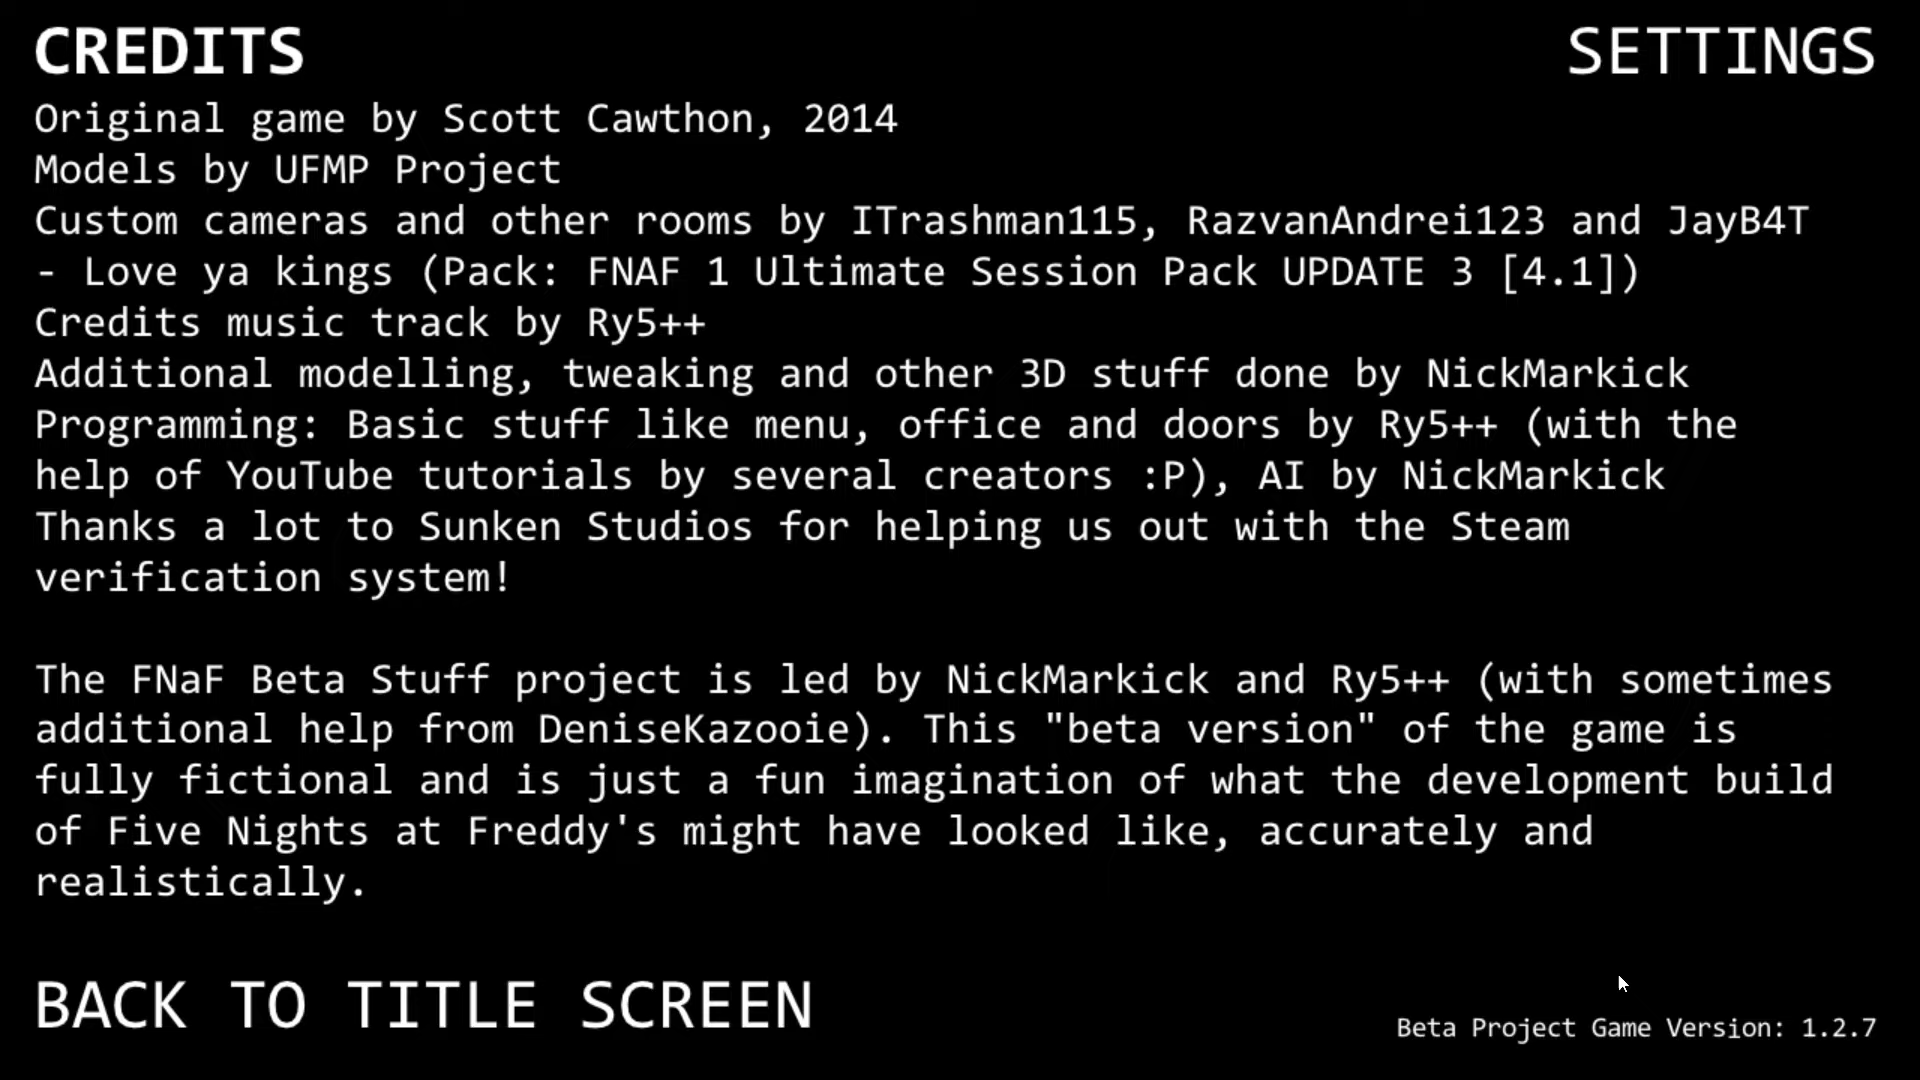 CREDITS
SETTINGS
Original game by Scott Cawthon, 2014
Models by UFMP Project
Custom cameras and other rooms by ITrashman115, RazvanAndrei123 and JayB4T
- Love ya kings (Pack: FNAF 1 Ultimate Session Pack UPDATE 3 [4.1])
Credits music track by Ry5++
Additional modelling, tweaking and other 3D stuff done by NickMarkick
Programming: Basic stuff like menu, office and doors by Ry5++ (with the
help of YouTube tutorials by several creators :P), AI by NickMarkick
Thanks a lot to Sunken Studios for helping us out with the Steam
verification system!
The FNaF Beta Stuff project is led by NickMarkick and Ry5++ (with sometimes
additional help from DeniseKazooie). This "beta version" of the game is
fully fictional and is just a fun imagination of what the development build
of Five Nights at Freddy's might have looked like, accurately and
realistically.
BACK TO TITLE SCREEN
Beta Project Game Version: 1.2.7